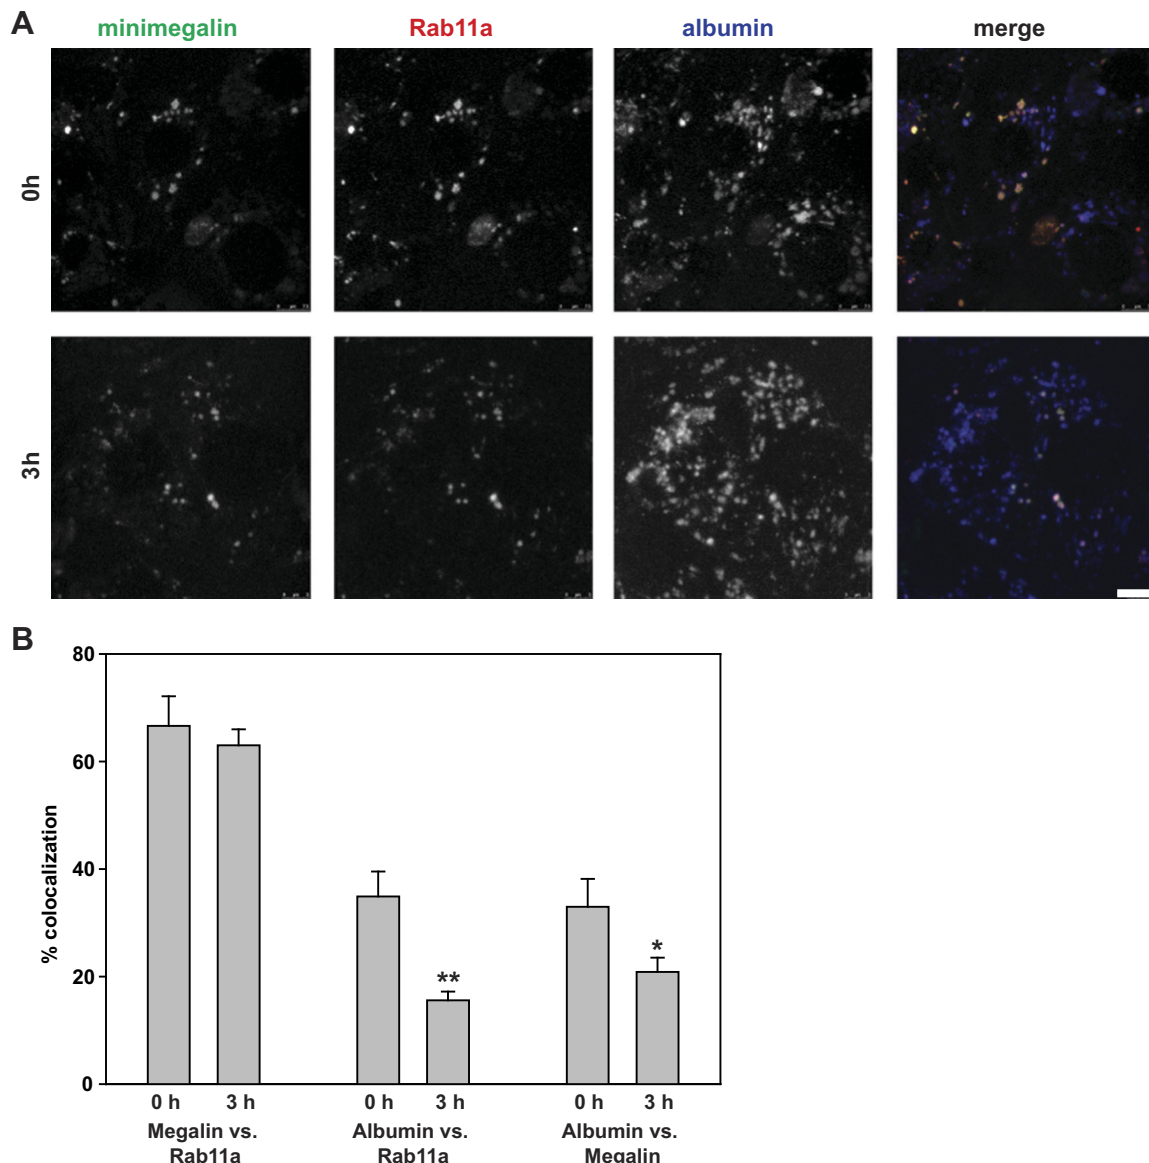 A
minimegalin Rab11a albumin merge
0h
3h
B
80
60
40
20
0
% colocalization
**
*
0 h 3 h 0 h 3 h 0 h 3 h
Megalin vs. Albumin vs. Albumin vs.
Rab11a Rab11a Megalin